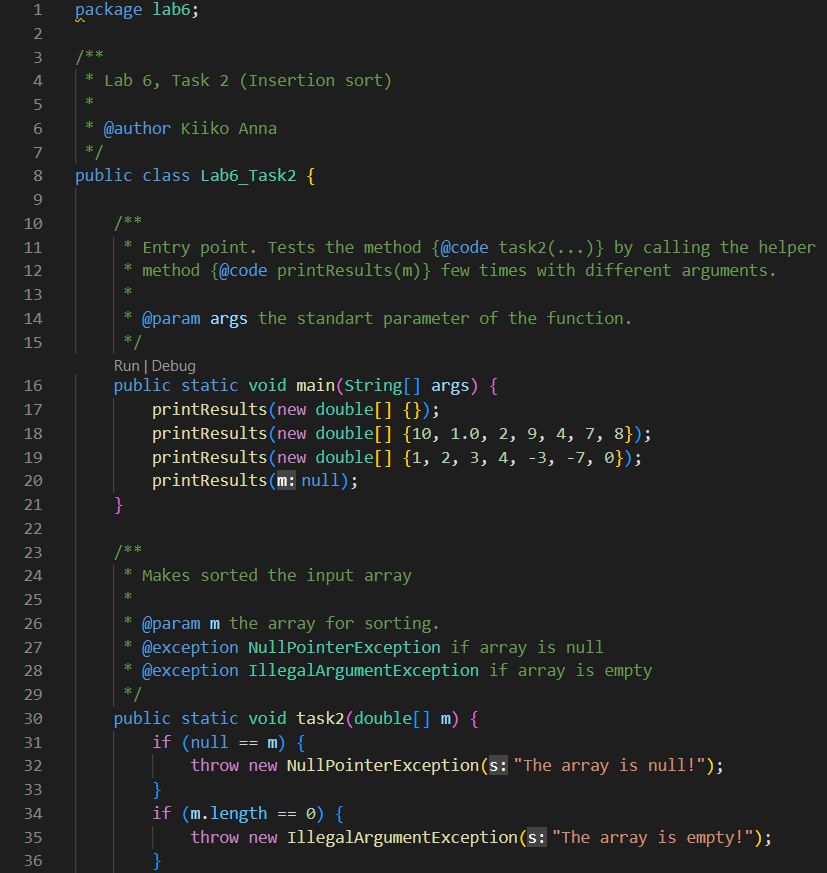 1 package lab6;
2
3 /**
4 * Lab 6, Task 2 (Insertion sort)
5 *
6 * @author Kiiko Anna
7 */
8 public class Lab6_Task2 {
9
10 /**
11 * Entry point. Tests the method {@code task2(...)} by calling the helper
12 * method {@code printResults(m)} few times with different arguments.
13 *
14 * @param args the standart parameter of the function.
15 */
Run | Debug
16 public static void main(String[] args) {
17 printResults(new double[] {});
18 printResults(new double[] {10, 1.0, 2, 9, 4, 7, 8});
19 printResults(new double[] {1, 2, 3, 4, -3, -7, 0});
20 printResults(m: null);
21 }
22
23 /**
24 * Makes sorted the input array
25 *
26 * @param m the array for sorting.
27 * @exception NullPointerException if array is null
28 * @exception IllegalArgumentException if array is empty
29 */
30 public static void task2(double[] m) {
31 if (null == m) {
32 throw new NullPointerException(s: "The array is null!");
33 }
34 if (m.length == 0) {
35 throw new IllegalArgumentException(s: "The array is empty!");
36 }